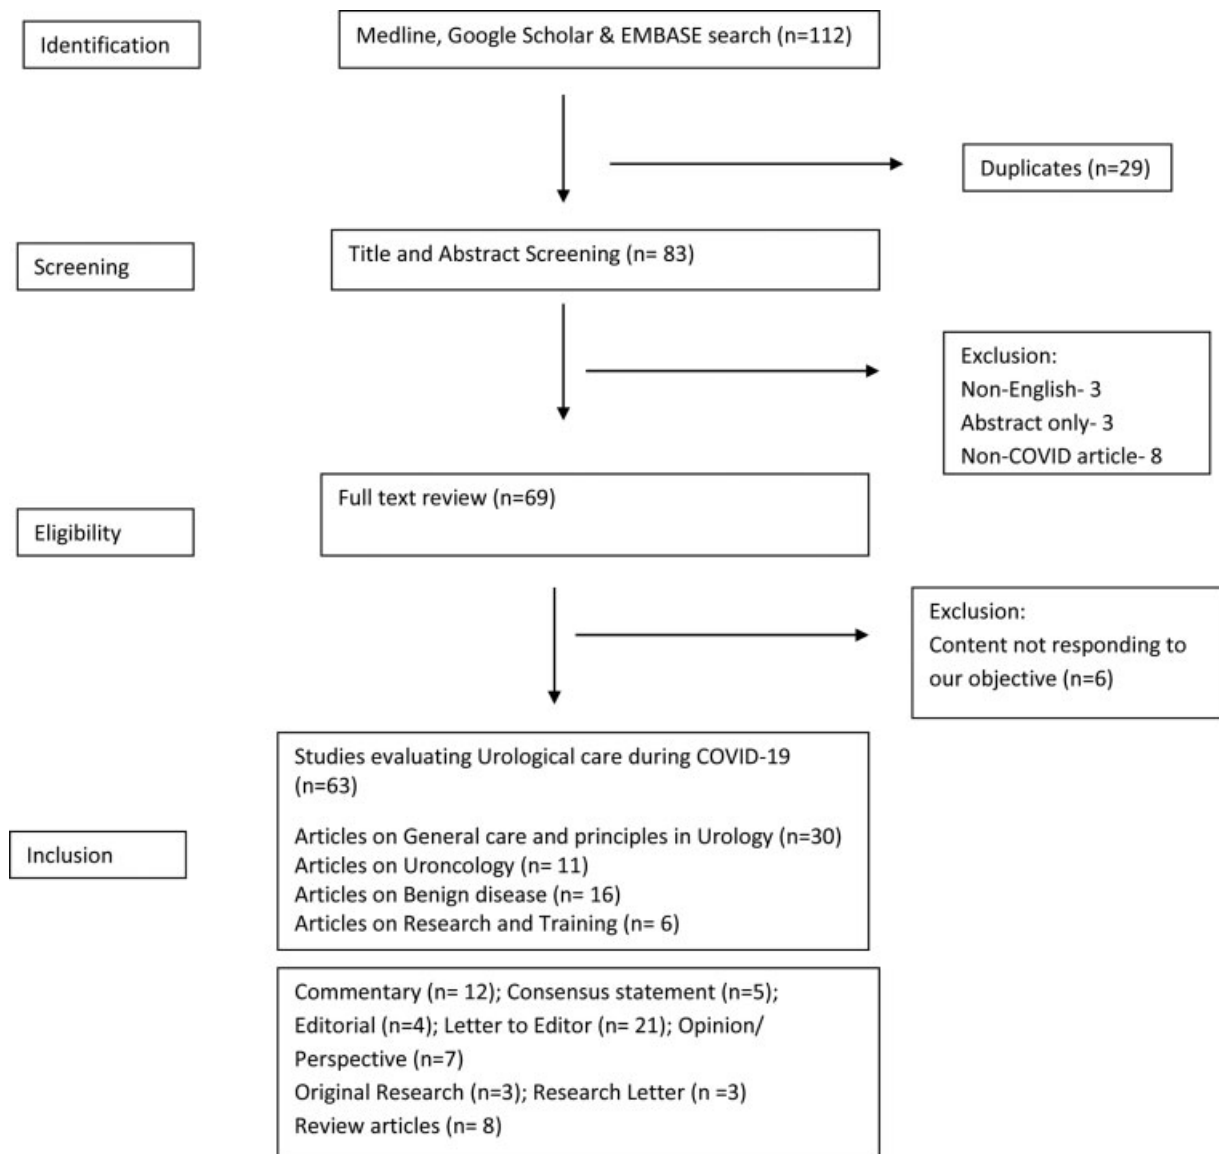 Identification
Medline, Google Scholar & EMBASE search (n=112)
Duplicates (n=29)
Screening
Title and Abstract Screening (n= 83)
Exclusion:
Non-English- 3
Abstract only- 3
Non-COVID article- 8
Eligibility
Full text review (n=69)
Exclusion:
Content not responding to
our objective (n=6)
Inclusion
Studies evaluating Urological care during COVID-19
(n=63)
Articles on General care and principles in Urology (n=30)
Articles on Uroncology (n= 11)
Articles on Benign disease (n= 16)
Articles on Research and Training (n= 6)
Commentary (n= 12); Consensus statement (n=5);
Editorial (n=4); Letter to Editor (n= 21); Opinion/
Perspective (n=7)
Original Research (n=3); Research Letter (n =3)
Review articles (n= 8)